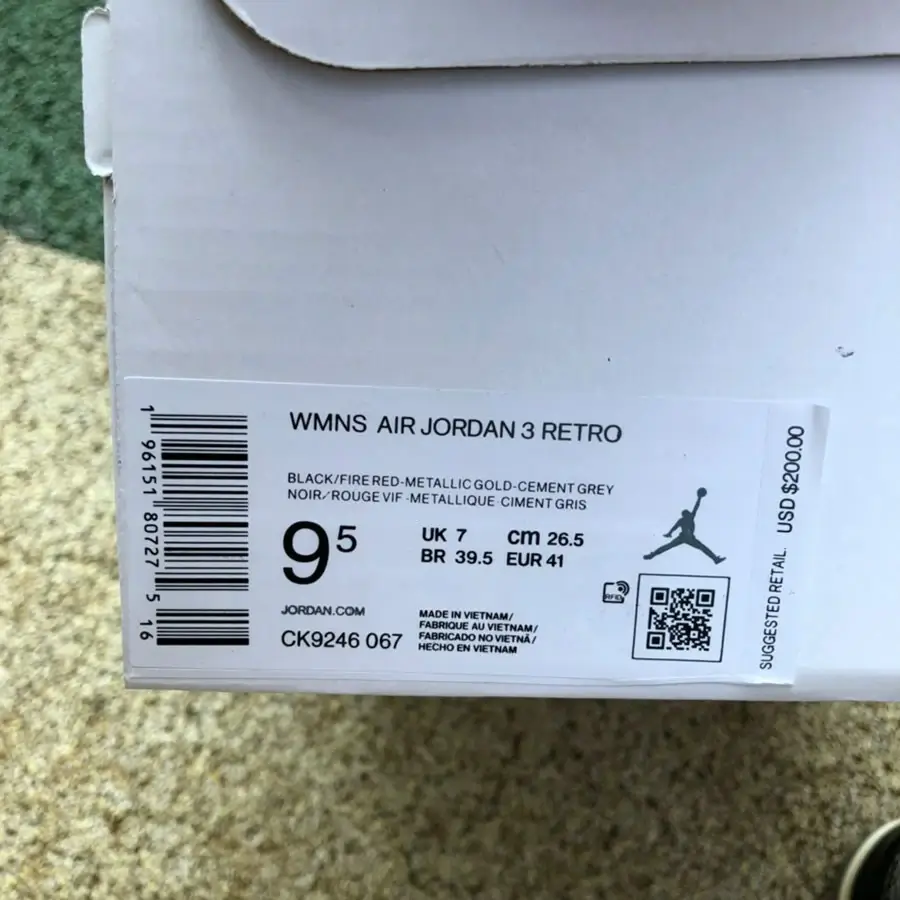 WMNS AIR JORDAN 3 RETRO
BLACK/FIRE RED-METALLIC GOLD-CEMENT GREY
NOIR/ROUGE VIF-METALLIQUE-CIMENT GRIS
9⁵
UK 7 cm 26.5
BR 39.5 EUR 41
JORDAN.COM
CK9246 067
MADE IN VIETNAM/
FABRIQUE AU VIETNAM/
FABRICADO NO VIETNÃ/
HECHO EN VIETNAM
RFID
1 96151 80727 5 16
SUGGESTED RETAIL. USD $200.00